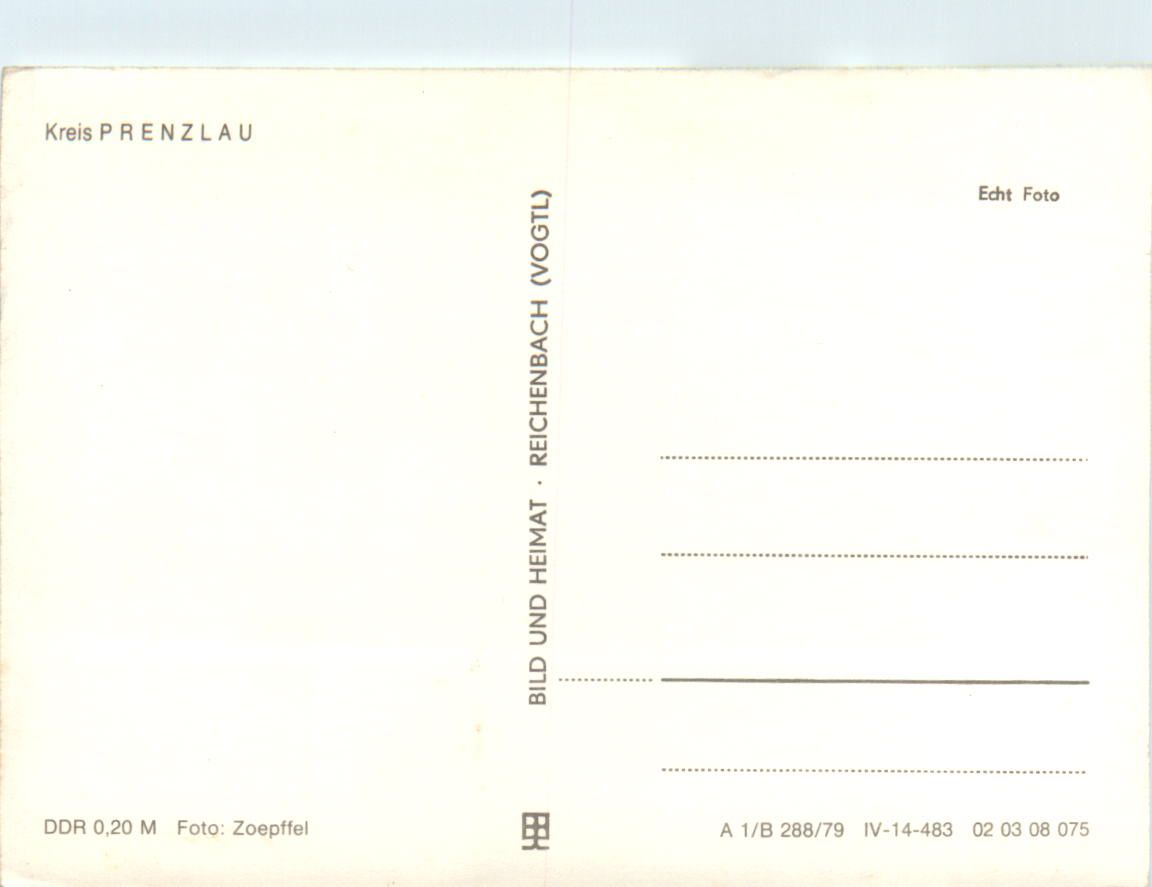 Kreis PRENZLAU
Echt Foto
BILD UND HEIMAT · REICHENBACH (VOGTL)
DDR 0,20 M Foto: Zoepffel
A 1/B 288/79 IV-14-483 02 03 08 075